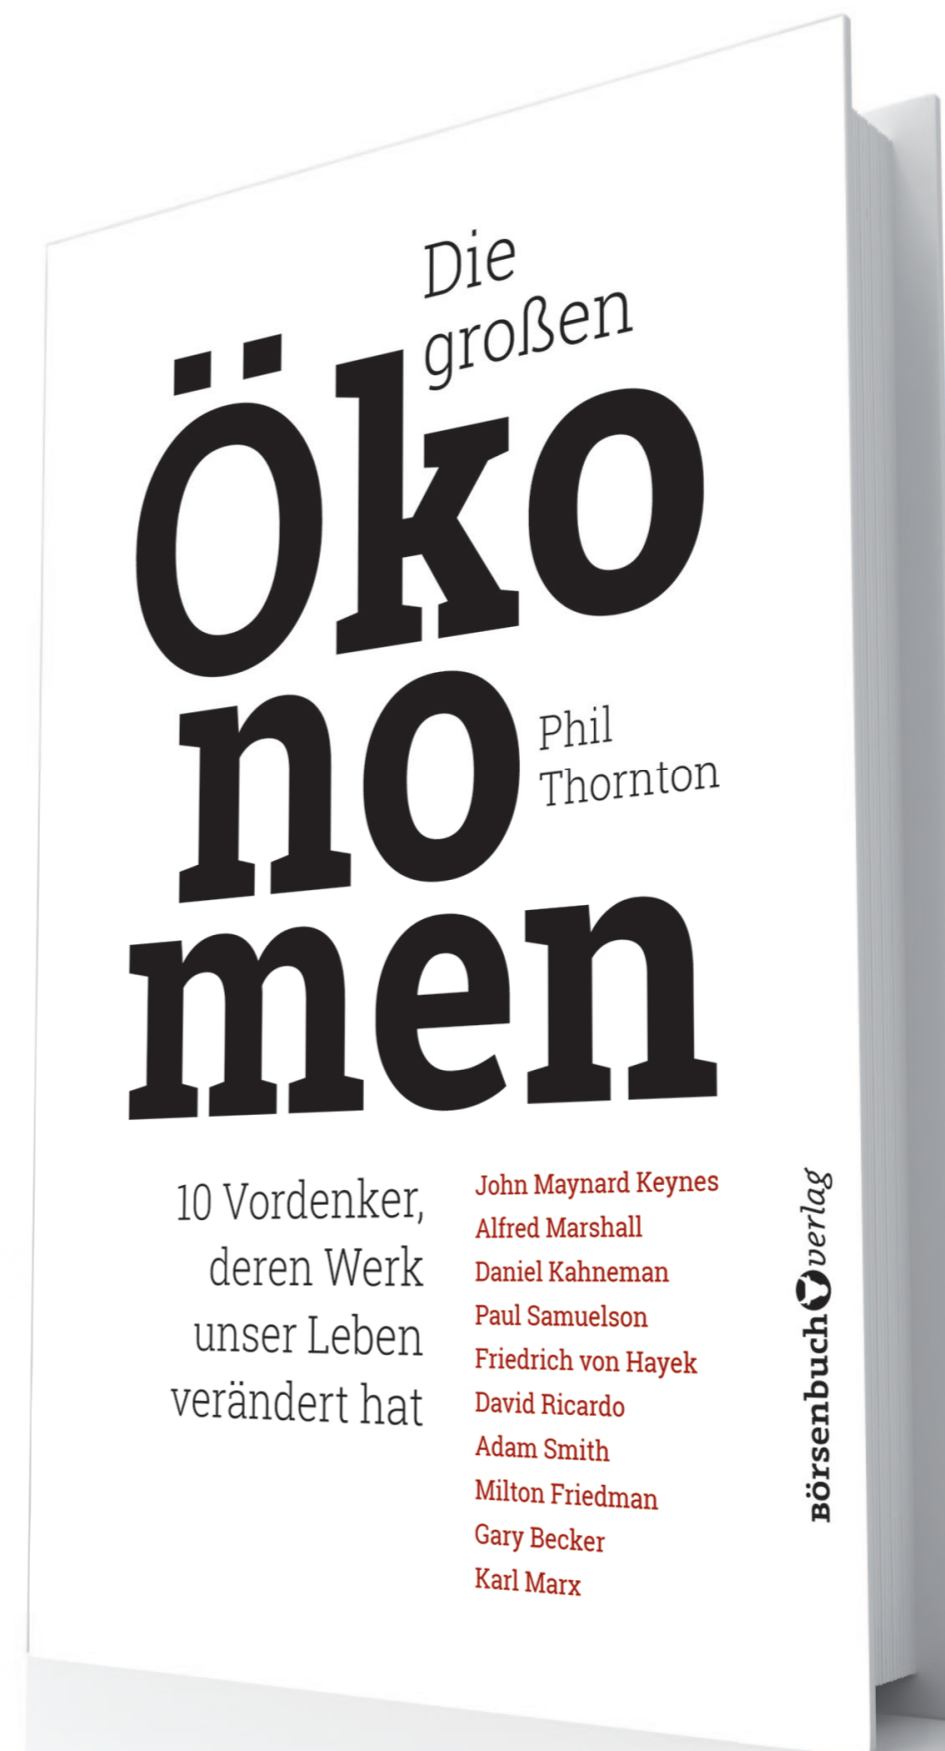 Die
großen
Öko
no
men
Phil
Thornton
10 Vordenker,
deren Werk
unser Leben
verändert hat
John Maynard Keynes
Alfred Marshall
Daniel Kahneman
Paul Samuelson
Friedrich von Hayek
David Ricardo
Adam Smith
Milton Friedman
Gary Becker
Karl Marx
Börsenbuch verlag